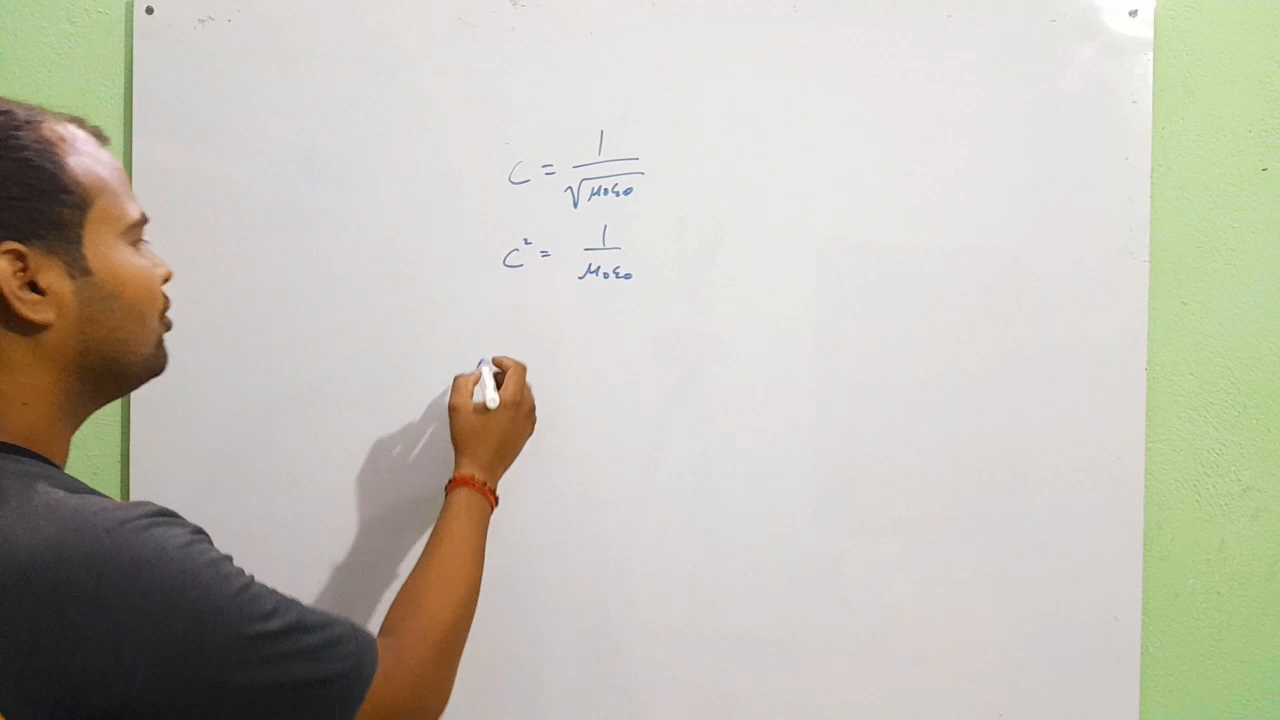 C = 1/√μ₀ε₀
C² = 1/μ₀ε₀